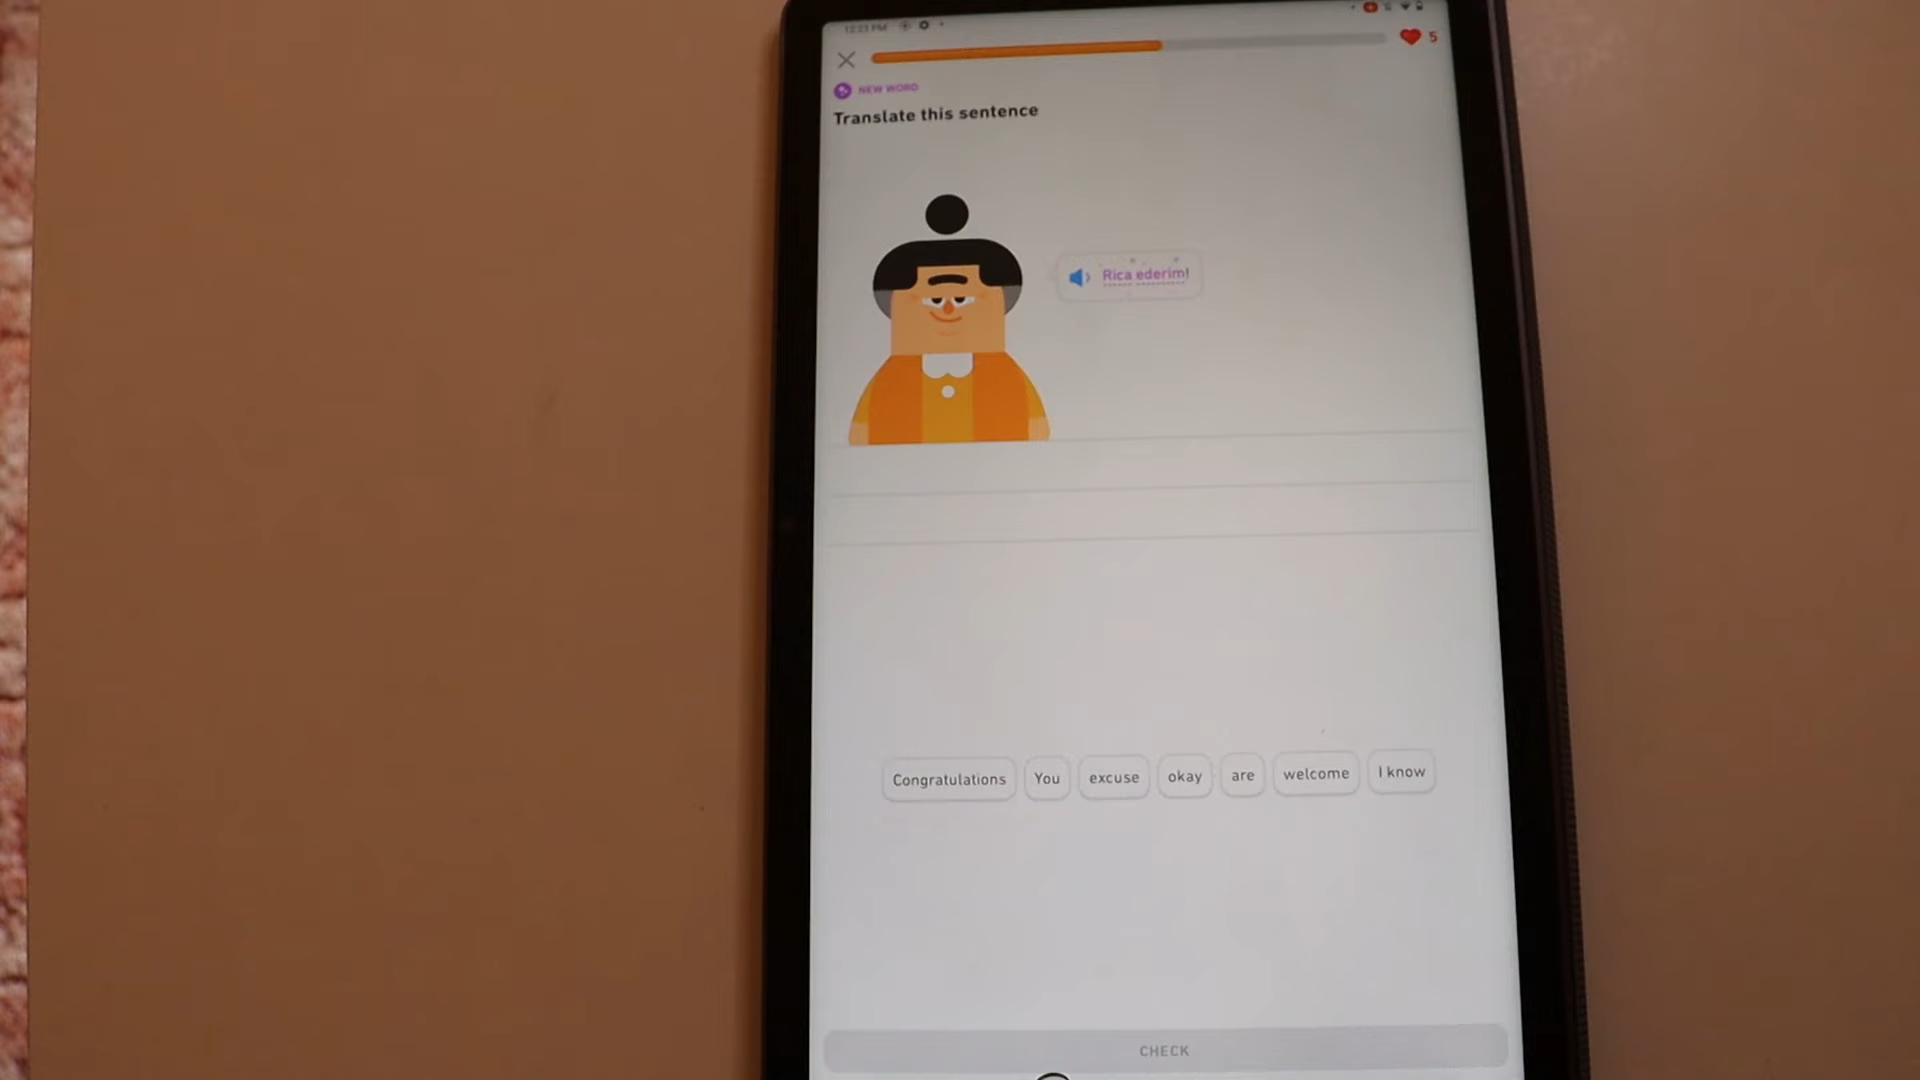 12:23 PM
5
NEW WORD
Translate this sentence
Rica ederim!
Congratulations You excuse okay are welcome I know
CHECK